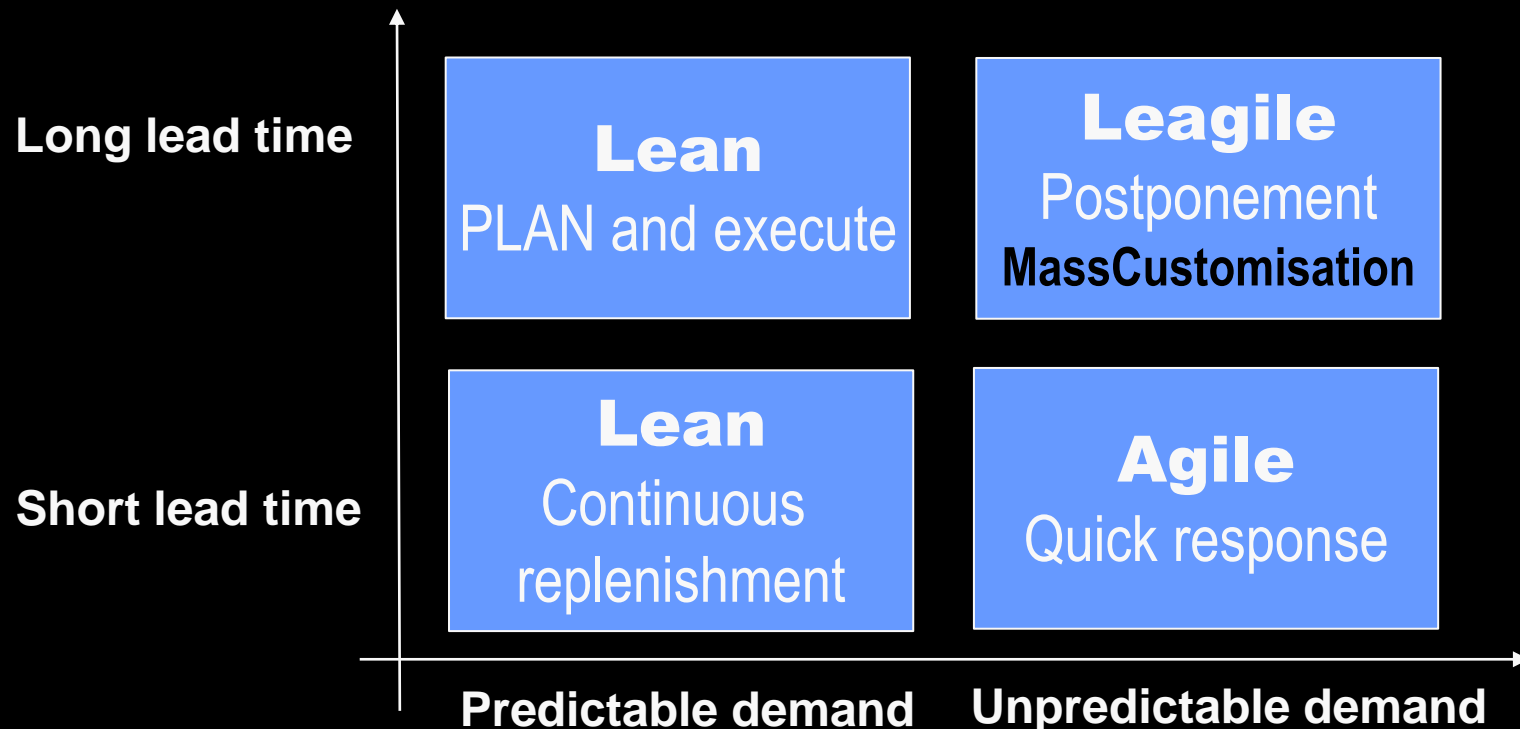 Long lead time
Lean
PLAN and execute
Leagile
Postponement
MassCustomisation
Short lead time
Lean
Continuous
replenishment
Agile
Quick response
Predictable demand
Unpredictable demand